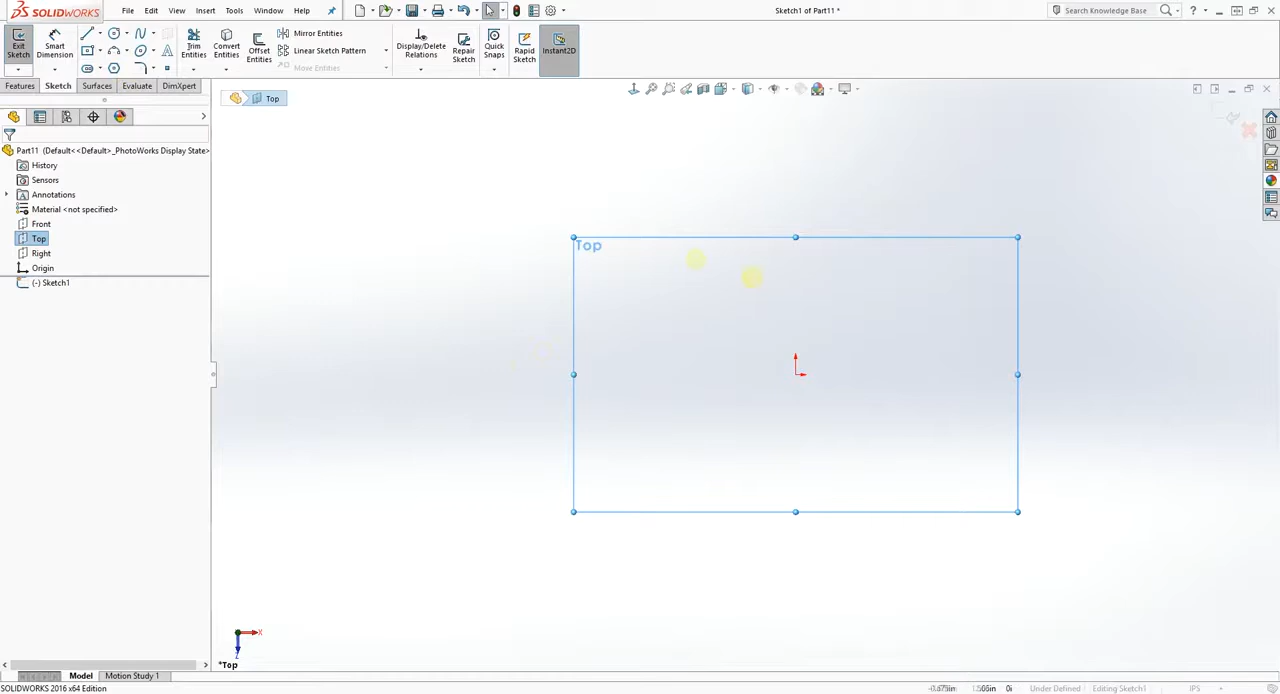 SOLIDWORKS File Edit View Insert Tools Window Help Sketch1 of Part11 * Search Knowledge Base
Exit Sketch
Smart Dimension
Trim Entities
Convert Entities
Offset Entities
Mirror Entities
Linear Sketch Pattern
Move Entities
Display/Delete Relations
Repair Sketch
Quick Snaps
Rapid Sketch
Instant2D
Features Sketch Surfaces Evaluate DimXpert
Top
Part11 (Default<<Default>_PhotoWorks Display State>
History
Sensors
Annotations
Material <not specified>
Front
Top
Right
Origin
(-) Sketch1
Top
X
Z
*Top
Model Motion Study 1
SOLIDWORKS 2016 x64 Edition Under Defined Editing Sketch1 IPS